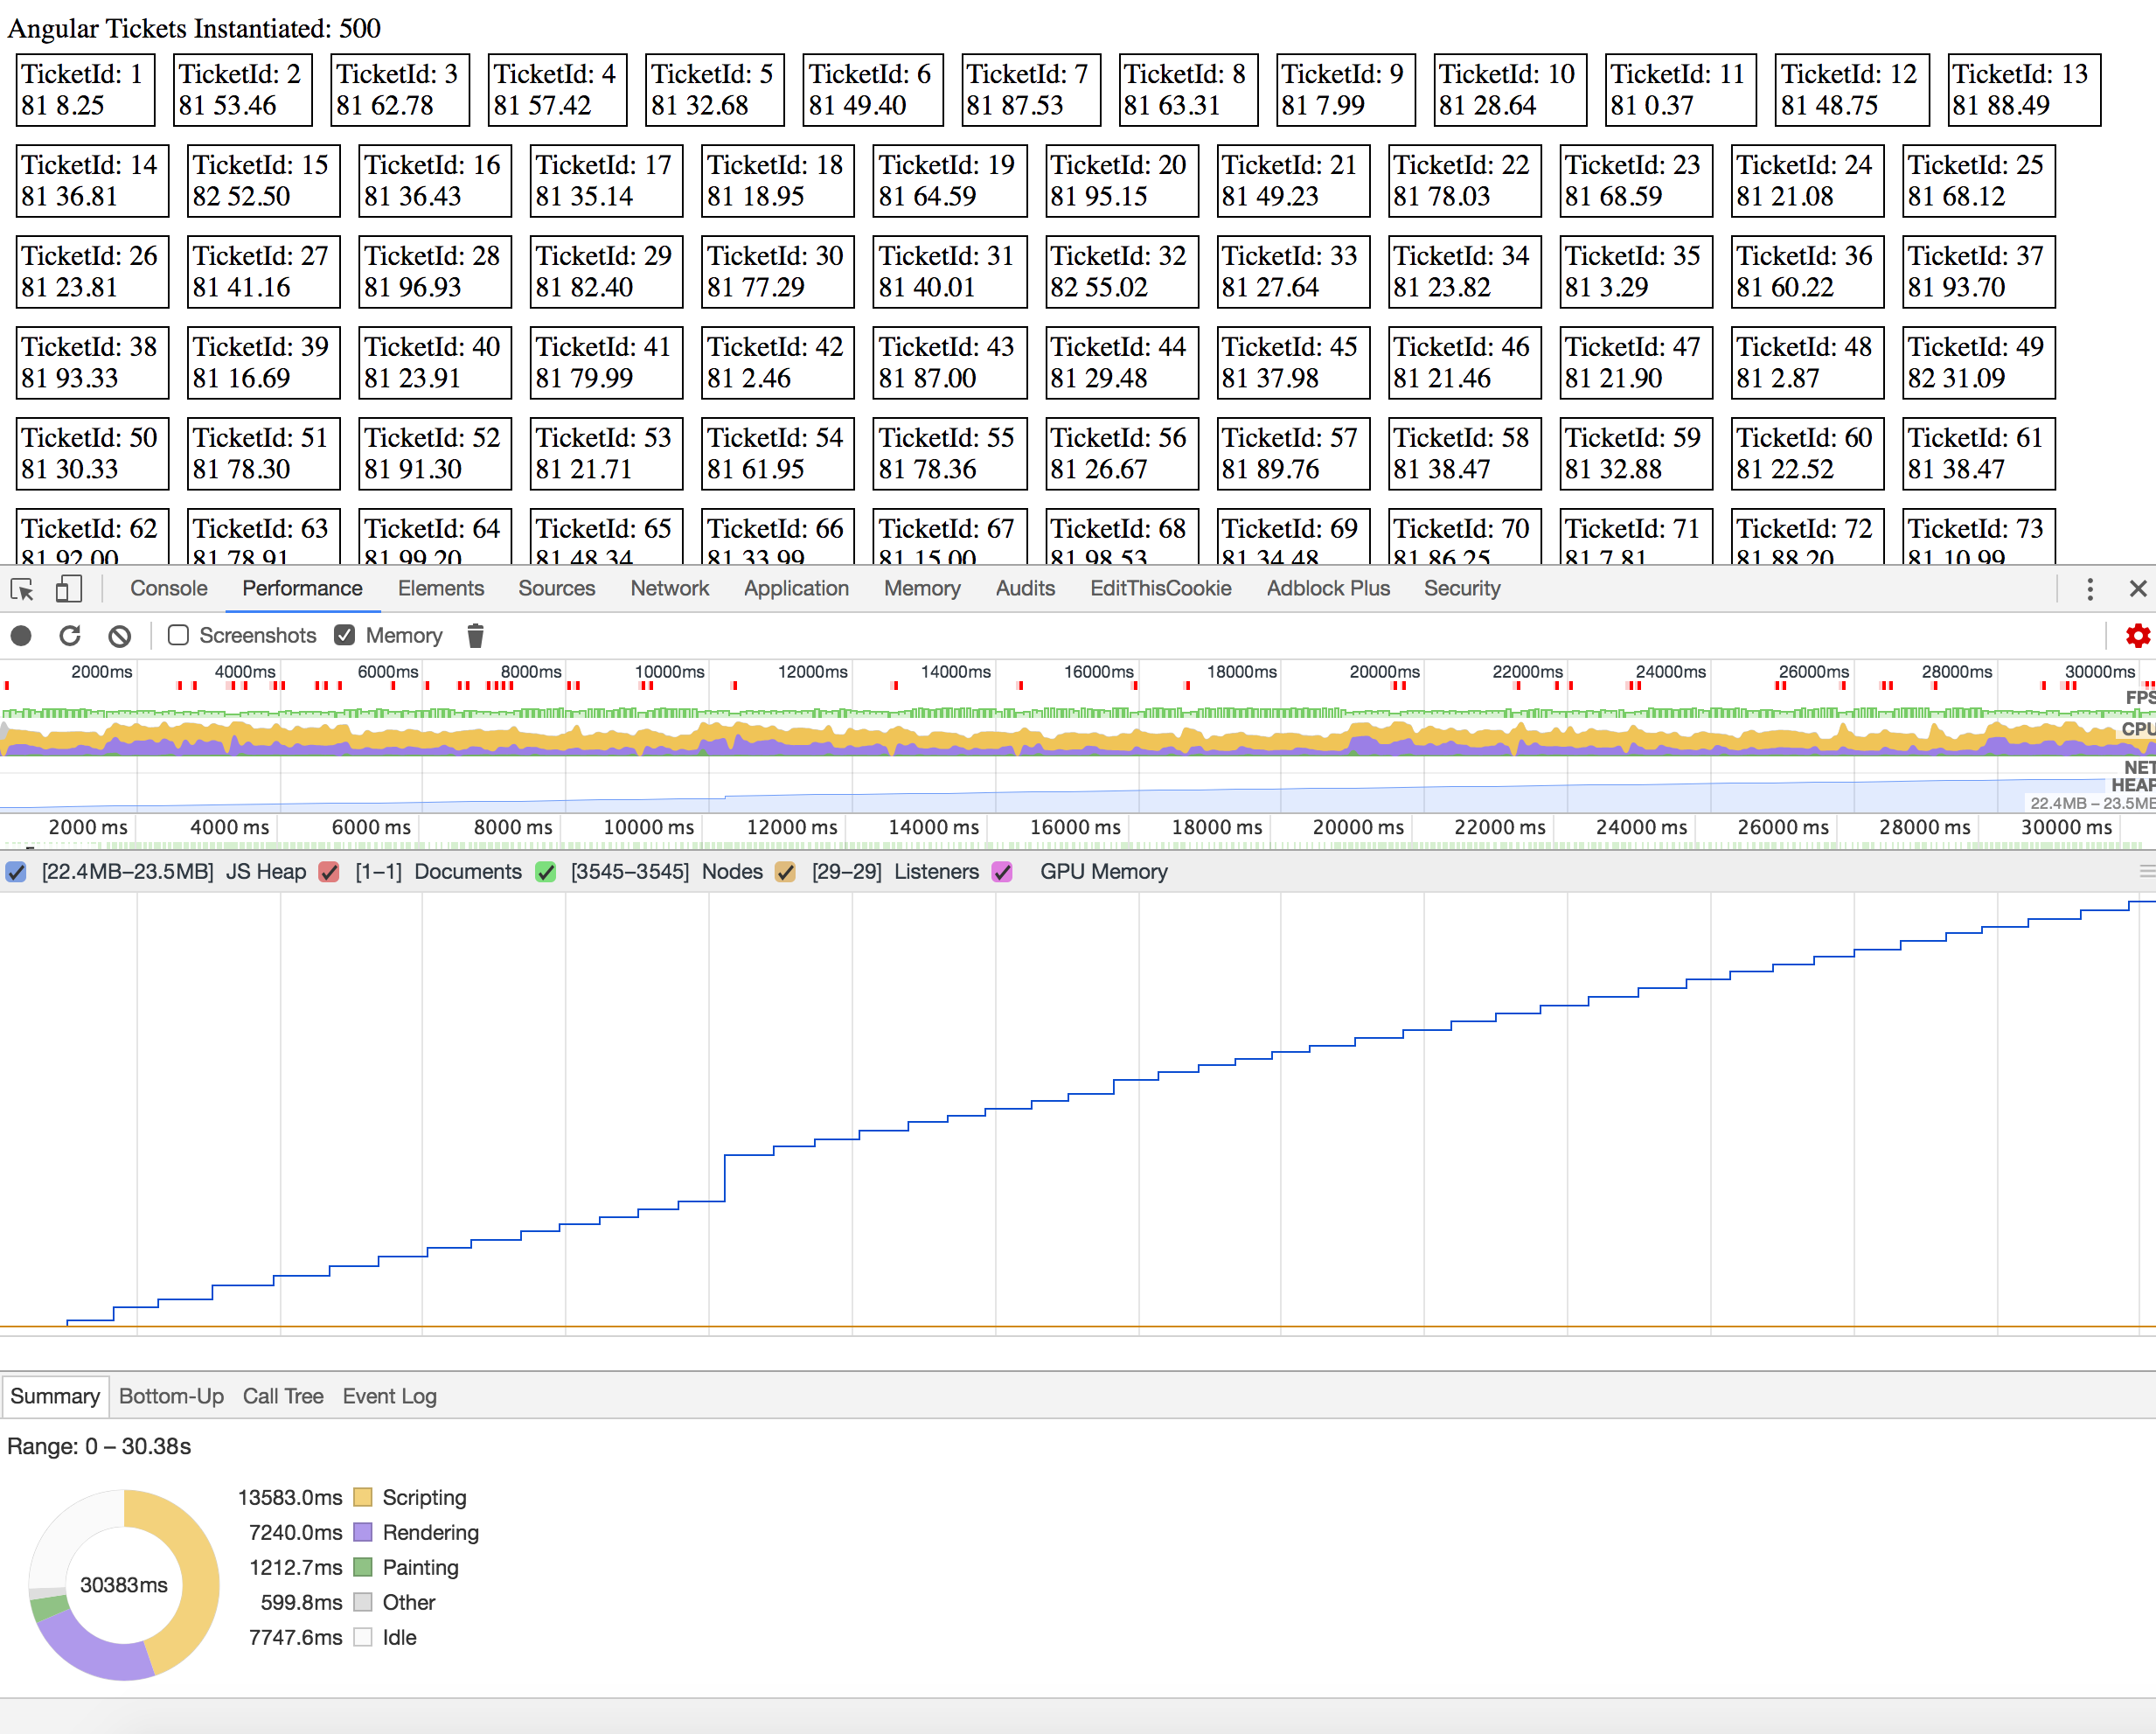 Angular Tickets Instantiated: 500
TicketId: 1 TicketId: 2 TicketId: 3 TicketId: 4 TicketId: 5 TicketId: 6 TicketId: 7 TicketId: 8 TicketId: 9 TicketId: 10 TicketId: 11 TicketId: 12 TicketId: 13
81 8.25 81 53.46 81 62.78 81 57.42 81 32.68 81 49.40 81 87.53 81 63.31 81 7.99 81 28.64 81 0.37 81 48.75 81 88.49
TicketId: 14 TicketId: 15 TicketId: 16 TicketId: 17 TicketId: 18 TicketId: 19 TicketId: 20 TicketId: 21 TicketId: 22 TicketId: 23 TicketId: 24 TicketId: 25
81 36.81 82 52.50 81 36.43 81 35.14 81 18.95 81 64.59 81 95.15 81 49.23 81 78.03 81 68.59 81 21.08 81 68.12
TicketId: 26 TicketId: 27 TicketId: 28 TicketId: 29 TicketId: 30 TicketId: 31 TicketId: 32 TicketId: 33 TicketId: 34 TicketId: 35 TicketId: 36 TicketId: 37
81 23.81 81 41.16 81 96.93 81 82.40 81 77.29 81 40.01 82 55.02 81 27.64 81 23.82 81 3.29 81 60.22 81 93.70
TicketId: 38 TicketId: 39 TicketId: 40 TicketId: 41 TicketId: 42 TicketId: 43 TicketId: 44 TicketId: 45 TicketId: 46 TicketId: 47 TicketId: 48 TicketId: 49
81 93.33 81 16.69 81 23.91 81 79.99 81 2.46 81 87.00 81 29.48 81 37.98 81 21.46 81 21.90 81 2.87 82 31.09
TicketId: 50 TicketId: 51 TicketId: 52 TicketId: 53 TicketId: 54 TicketId: 55 TicketId: 56 TicketId: 57 TicketId: 58 TicketId: 59 TicketId: 60 TicketId: 61
81 30.33 81 78.30 81 91.30 81 21.71 81 61.95 81 78.36 81 26.67 81 89.76 81 38.47 81 32.88 81 22.52 81 38.47
TicketId: 62 TicketId: 63 TicketId: 64 TicketId: 65 TicketId: 66 TicketId: 67 TicketId: 68 TicketId: 69 TicketId: 70 TicketId: 71 TicketId: 72 TicketId: 73
81 92.00 81 78.91 81 99.20 81 48.34 81 33.99 81 15.00 81 98.53 81 34.48 81 86.25 81 7.81 81 88.20 81 10.99
Console Performance Elements Sources Network Application Memory Audits EditThisCookie Adblock Plus Security
Screenshots Memory
2000ms 4000ms 6000ms 8000ms 10000ms 12000ms 14000ms 16000ms 18000ms 20000ms 22000ms 24000ms 26000ms 28000ms 30000ms
FPS
CPU
NET
HEAP
22.4MB – 23.5MB
2000 ms 4000 ms 6000 ms 8000 ms 10000 ms 12000 ms 14000 ms 16000 ms 18000 ms 20000 ms 22000 ms 24000 ms 26000 ms 28000 ms 30000 ms
[22.4MB–23.5MB] JS Heap [1–1] Documents [3545–3545] Nodes [29–29] Listeners GPU Memory
Summary Bottom-Up Call Tree Event Log
Range: 0 – 30.38s
30383ms
13583.0ms Scripting
7240.0ms Rendering
1212.7ms Painting
599.8ms Other
7747.6ms Idle